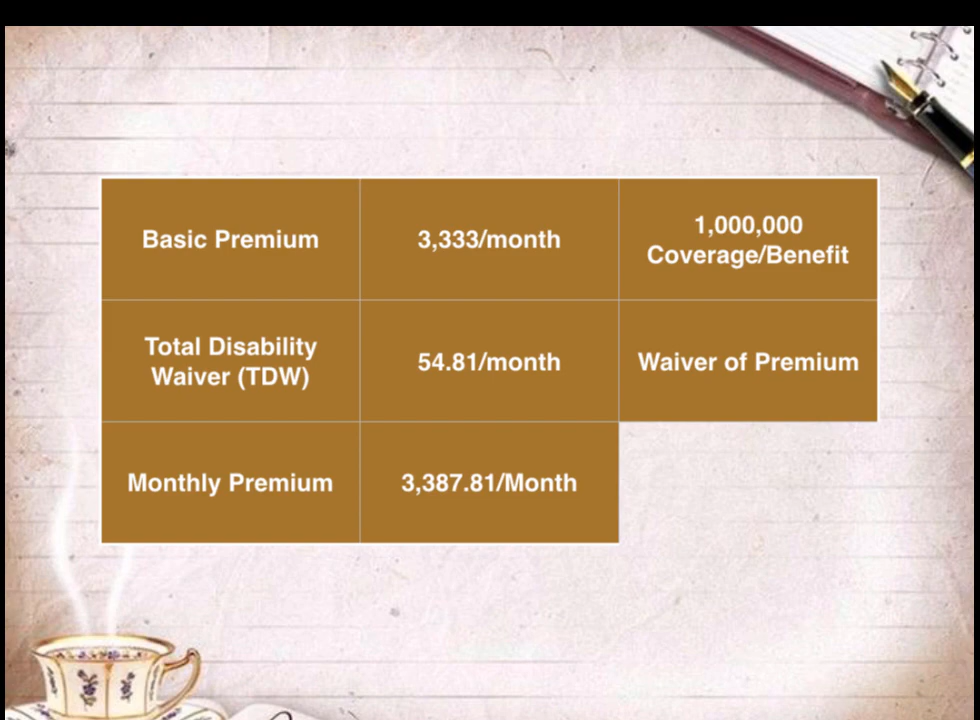 Basic Premium
3,333/month
1,000,000
Coverage/Benefit
Total Disability
Waiver (TDW)
54.81/month
Waiver of Premium
Monthly Premium
3,387.81/Month